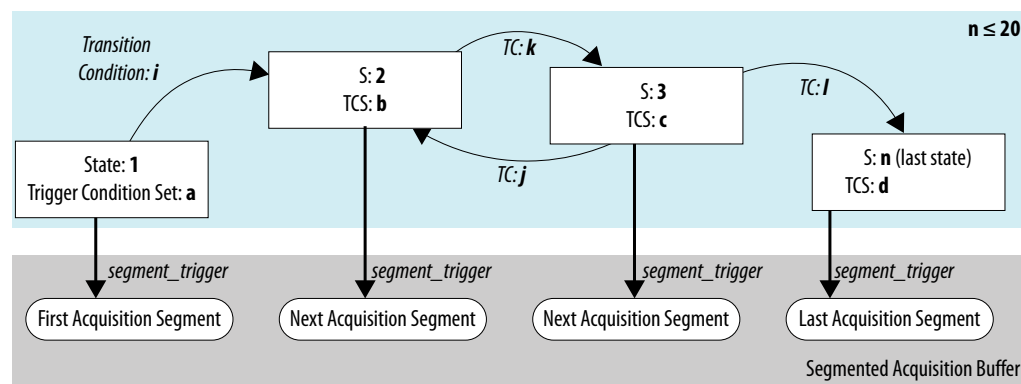 n ≤ 20
Transition
Condition: i
TC: k
S: 2
TCS: b
S: 3
TCS: c
TC: l
TC: j
State: 1
Trigger Condition Set: a
S: n (last state)
TCS: d
segment_trigger
segment_trigger
segment_trigger
segment_trigger
First Acquisition Segment
Next Acquisition Segment
Next Acquisition Segment
Last Acquisition Segment
Segmented Acquisition Buffer